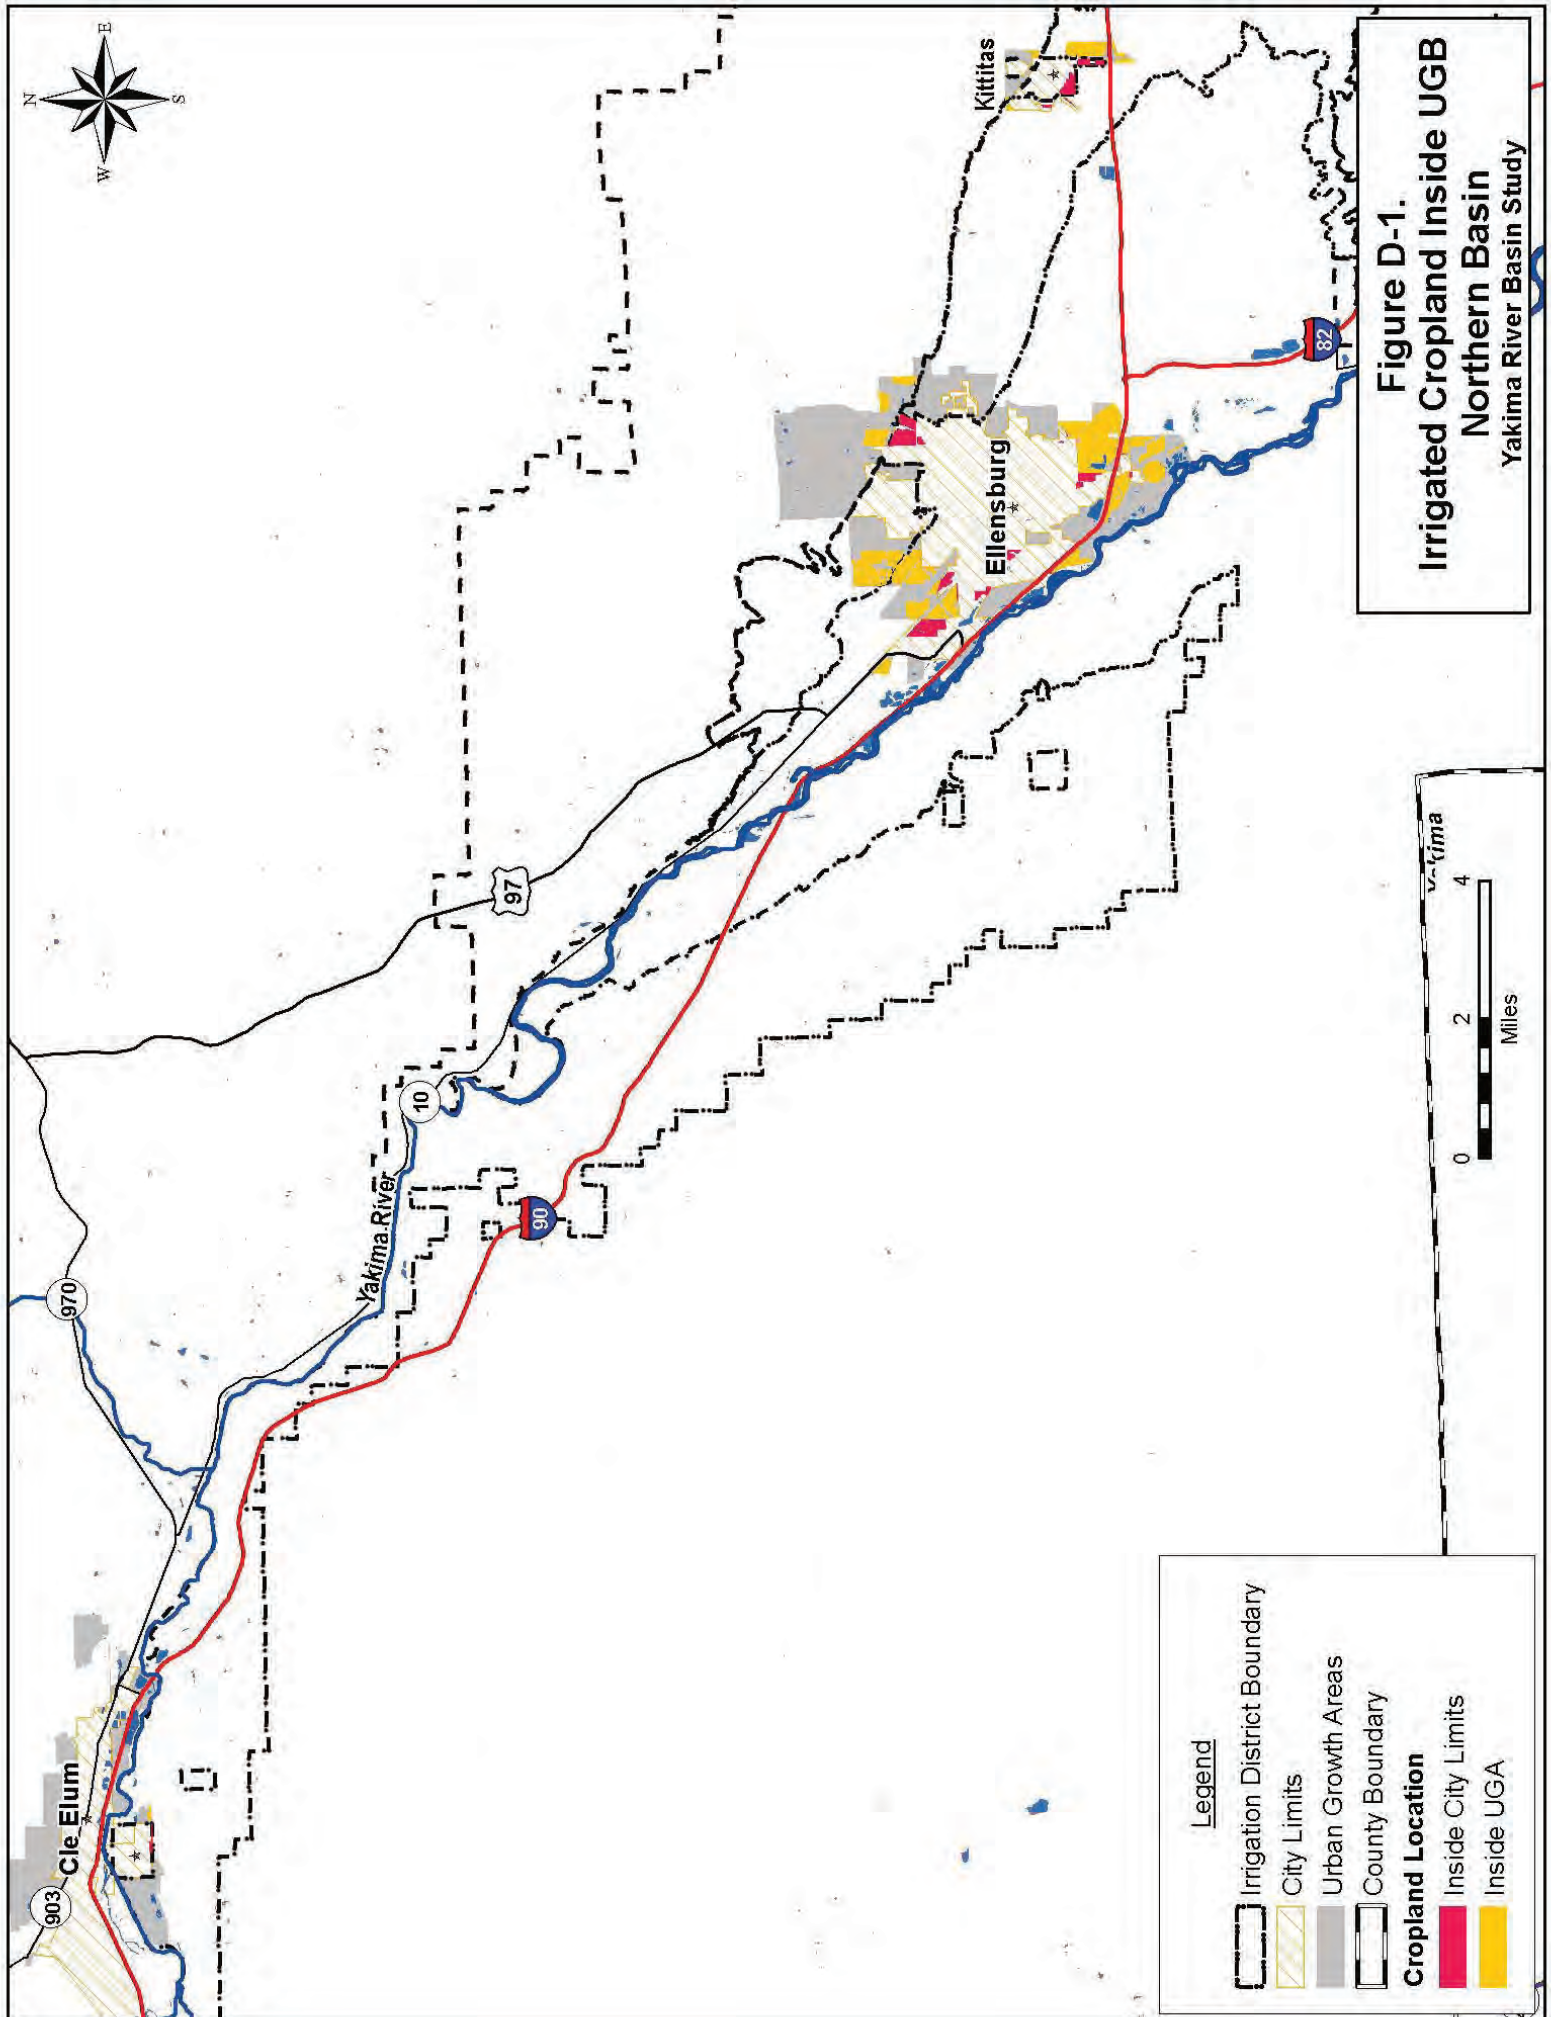 N
E
S
W
903
Cle Elum
970
Yakima River
10
90
97
Ellensburg
Kittitas
82
Legend
Irrigation District Boundary
City Limits
Urban Growth Areas
County Boundary
Cropland Location
Inside City Limits
Inside UGA
0 2 4
Miles
Figure D-1.
Irrigated Cropland Inside UGB
Northern Basin
Yakima River Basin Study